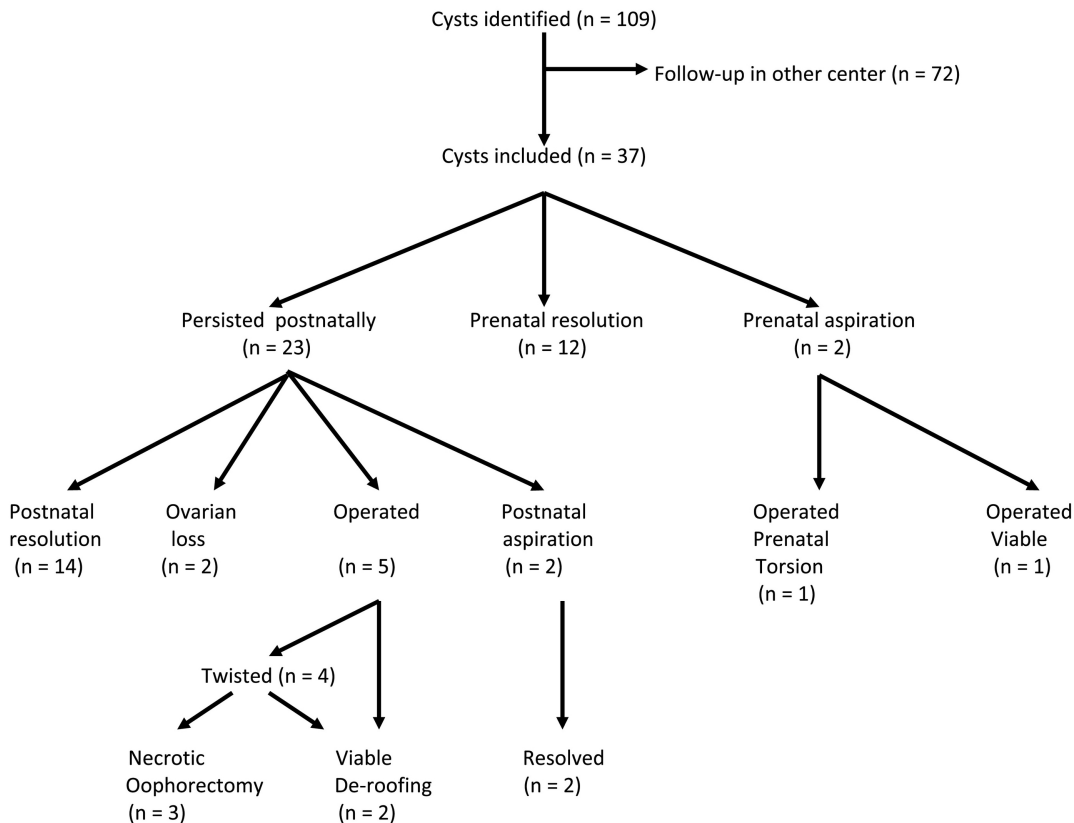 Cysts identified (n = 109)
Follow-up in other center (n = 72)
Cysts included (n = 37)
Persisted postnatally
(n = 23)
Prenatal resolution
(n = 12)
Prenatal aspiration
(n = 2)
Postnatal
resolution
(n = 14)
Ovarian
loss
(n = 2)
Operated
(n = 5)
Postnatal
aspiration
(n = 2)
Operated
Prenatal
Torsion
(n = 1)
Operated
Viable
(n = 1)
Twisted (n = 4)
Necrotic
Oophorectomy
(n = 3)
Viable
De-roofing
(n = 2)
Resolved
(n = 2)